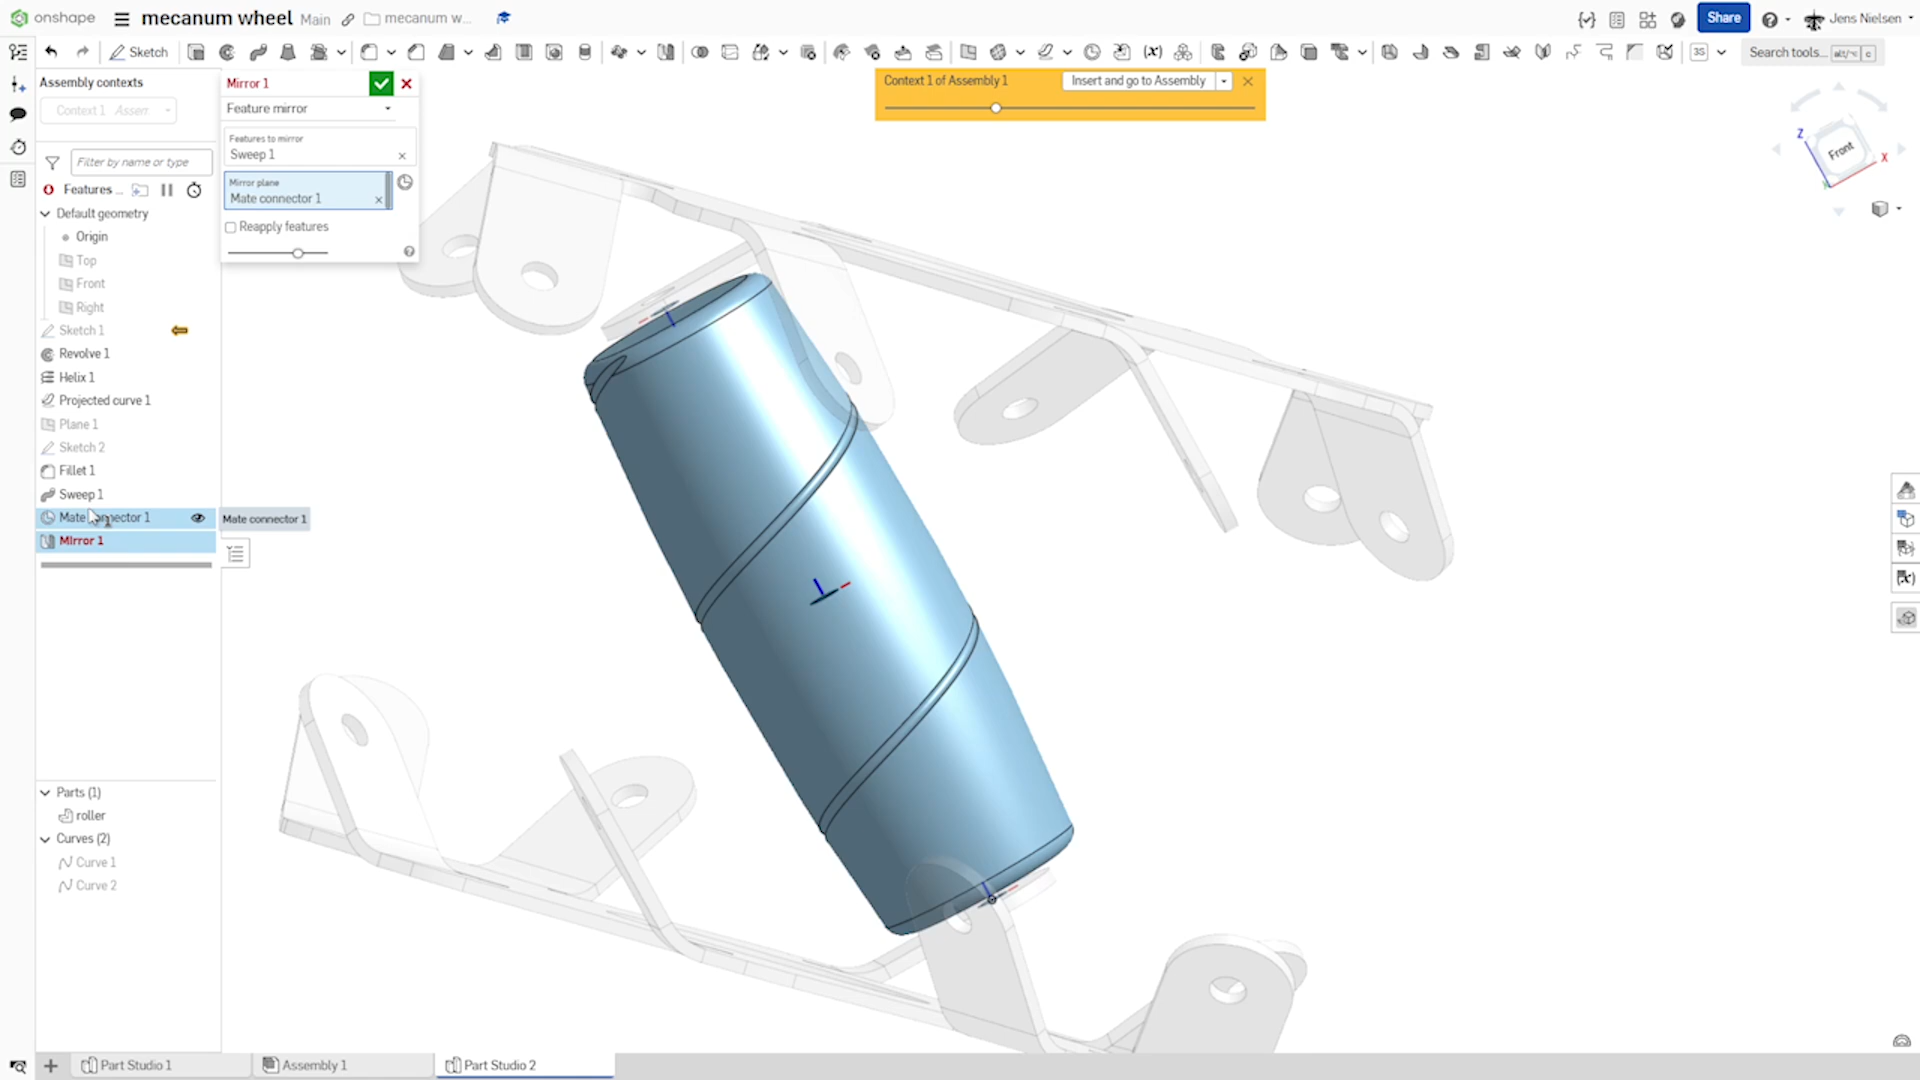 onshape
mecanum wheel Main mecanum w...
Share
Jens Nielsen
Sketch
Search tools... alt/⌥ c
Assembly contexts
Context 1 Assem
Filter by name or type
Features ...
Default geometry
Origin
Top
Front
Right
Sketch 1
Revolve 1
Helix 1
Projected curve 1
Plane 1
Sketch 2
Fillet 1
Sweep 1
Mate connector 1
Mirror 1
Parts (1)
roller
Curves (2)
Curve 1
Curve 2
Mirror 1
Feature mirror
Features to mirror
Sweep 1
Mirror plane
Mate connector 1
Reapply features
Mate connector 1
Context 1 of Assembly 1
Insert and go to Assembly
Z
Front
X
Part Studio 1
Assembly 1
Part Studio 2